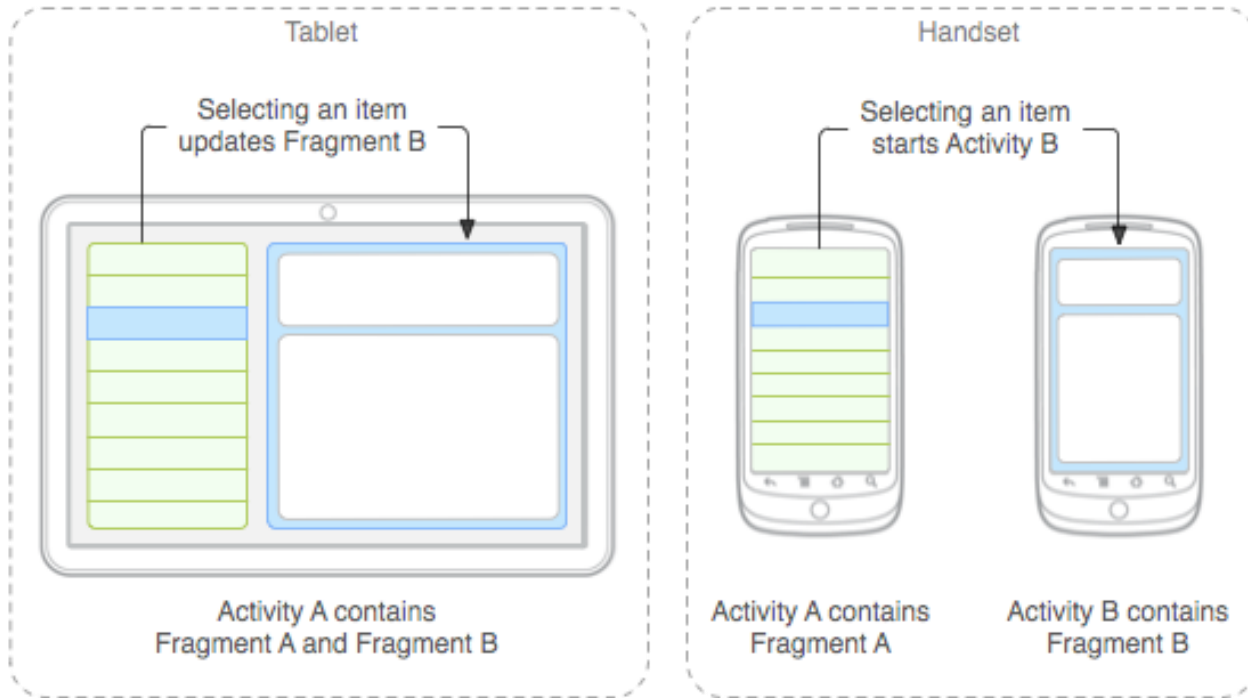 Tablet
Selecting an item
updates Fragment B
Activity A contains
Fragment A and Fragment B
Handset
Selecting an item
starts Activity B
Activity A contains
Fragment A
Activity B contains
Fragment B